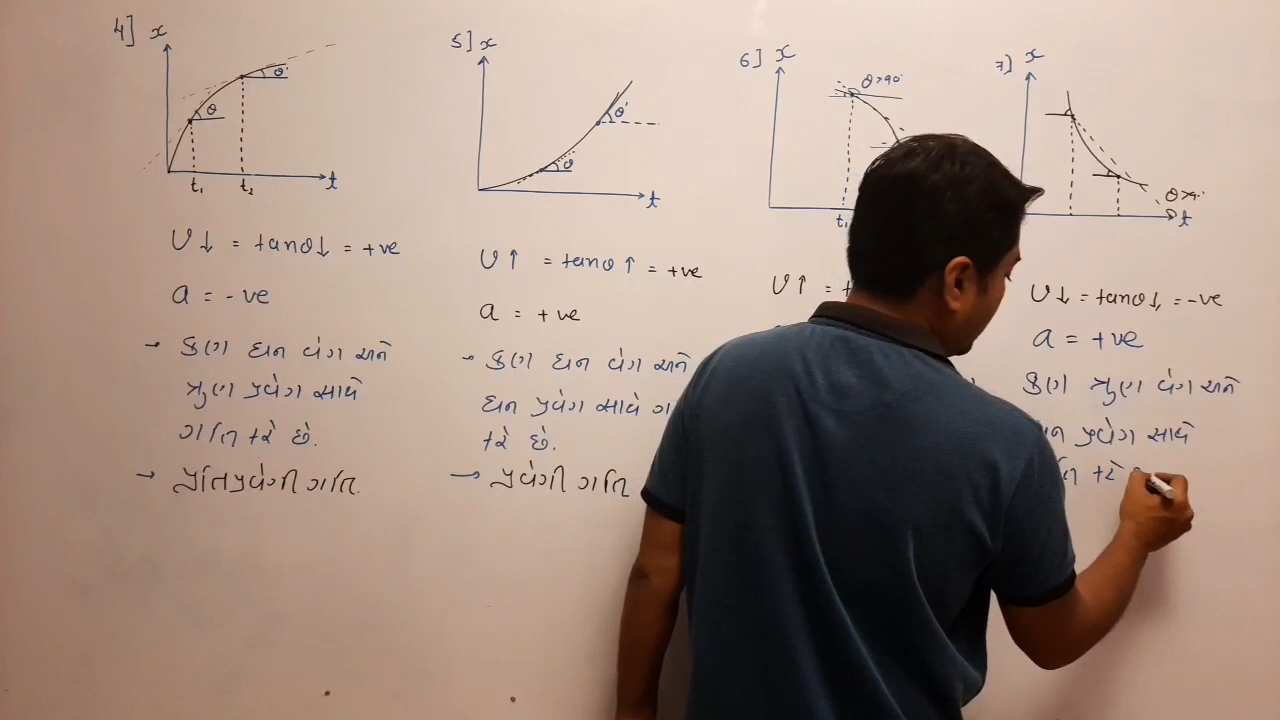 4] x
θ
θ'
t₁ t₂ t
υ↓ = tanθ↓ = +ve
a = -ve
→ કણ ધન વેગ અને
ઋણ પ્રવેગ સાથે
ગતિ કરે છે.
→ પ્રતિપ્રવેગી ગતિ.
5] x
θ'
θ
t
υ↑ = tanθ↑ = +ve
a = +ve
→ કણ ધન વેગ અને
ધન પ્રવેગ સાથે
કરે છે.
→ પ્રવેગી ગતિ
6] x
θ>90°
t₁
υ↑ =
7] x
θ>90°
t
υ↓ = tanθ↓ = -ve
a = +ve
કણ ઋણ વેગ અને
પ્રવેગ સાથે
કરે